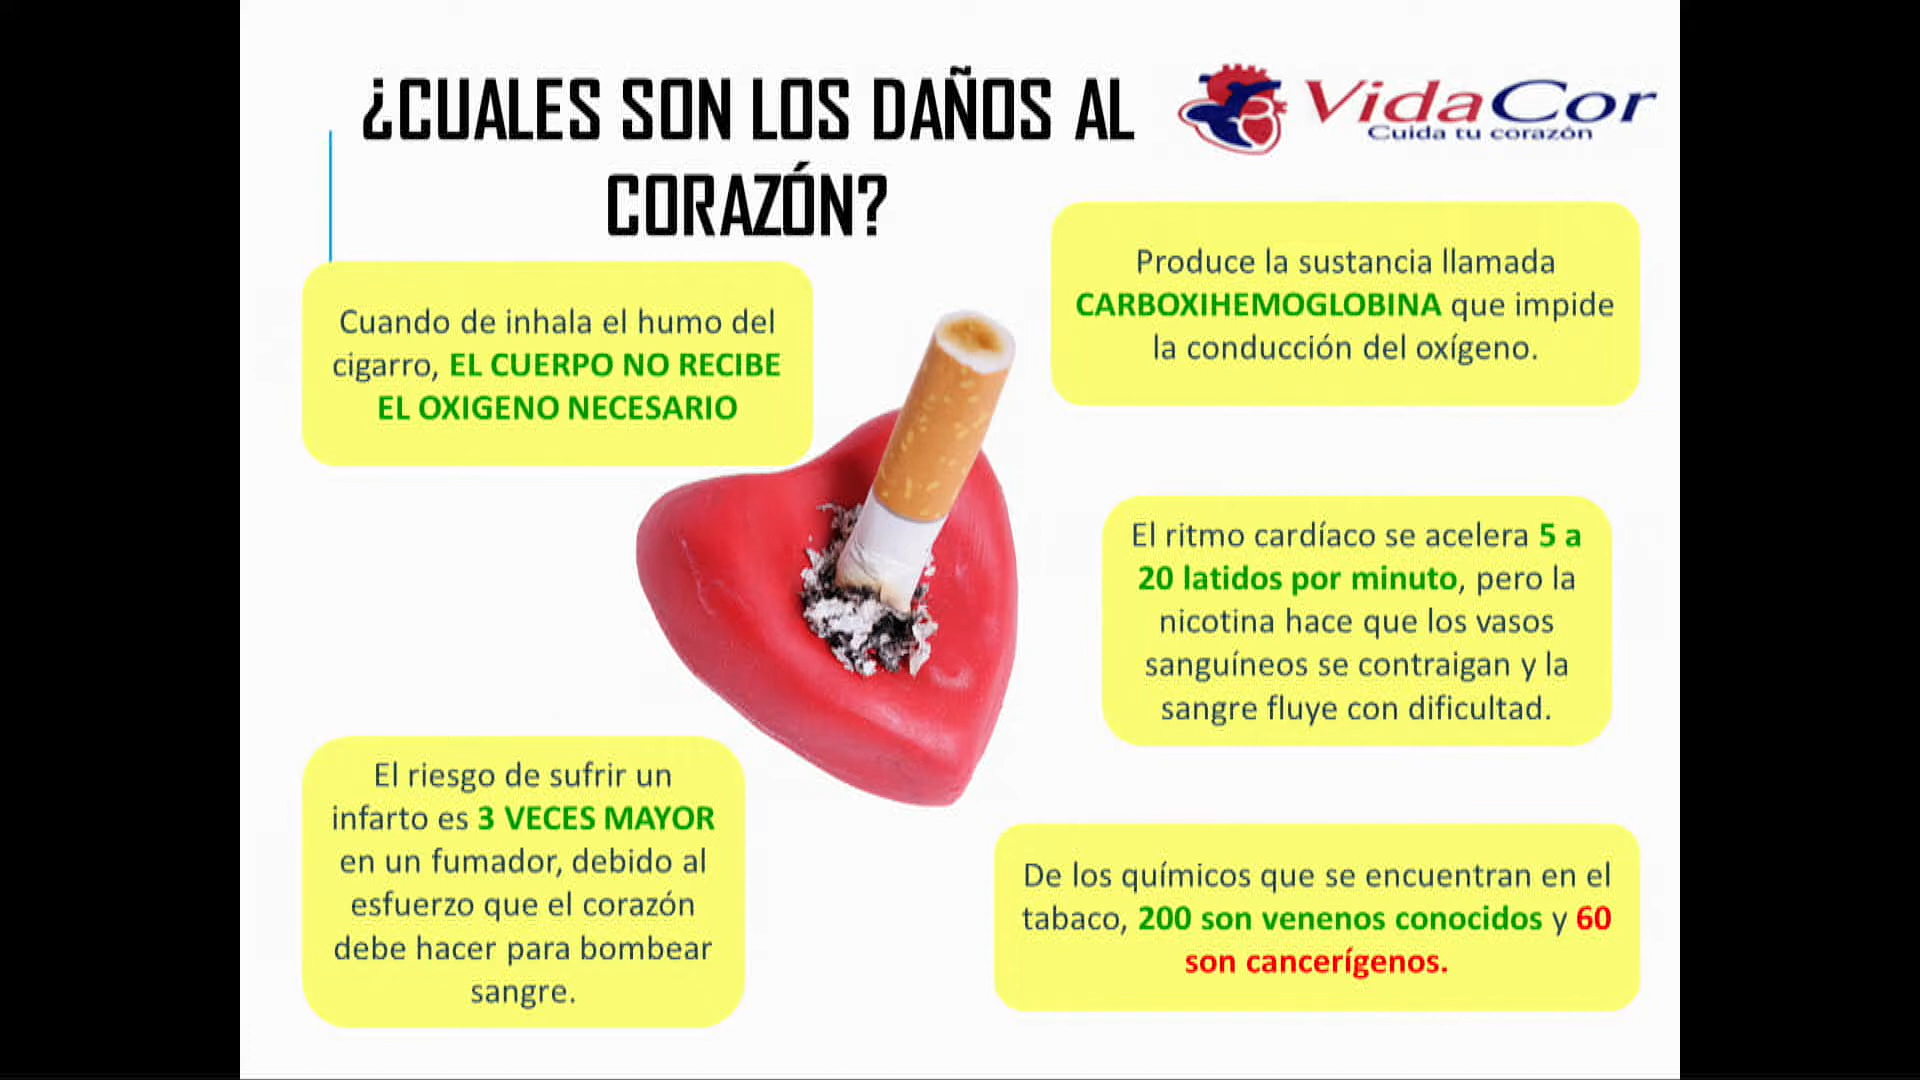 ¿CUALES SON LOS DAÑOS AL
CORAZÓN?
VidaCor
Cuida tu corazón
Cuando de inhala el humo del
cigarro, EL CUERPO NO RECIBE
EL OXIGENO NECESARIO
Produce la sustancia llamada
CARBOXIHEMOGLOBINA que impide
la conducción del oxígeno.
El ritmo cardíaco se acelera 5 a
20 latidos por minuto, pero la
nicotina hace que los vasos
sanguíneos se contraigan y la
sangre fluye con dificultad.
El riesgo de sufrir un
infarto es 3 VECES MAYOR
en un fumador, debido al
esfuerzo que el corazón
debe hacer para bombear
sangre.
De los químicos que se encuentran en el
tabaco, 200 son venenos conocidos y 60
son cancerígenos.